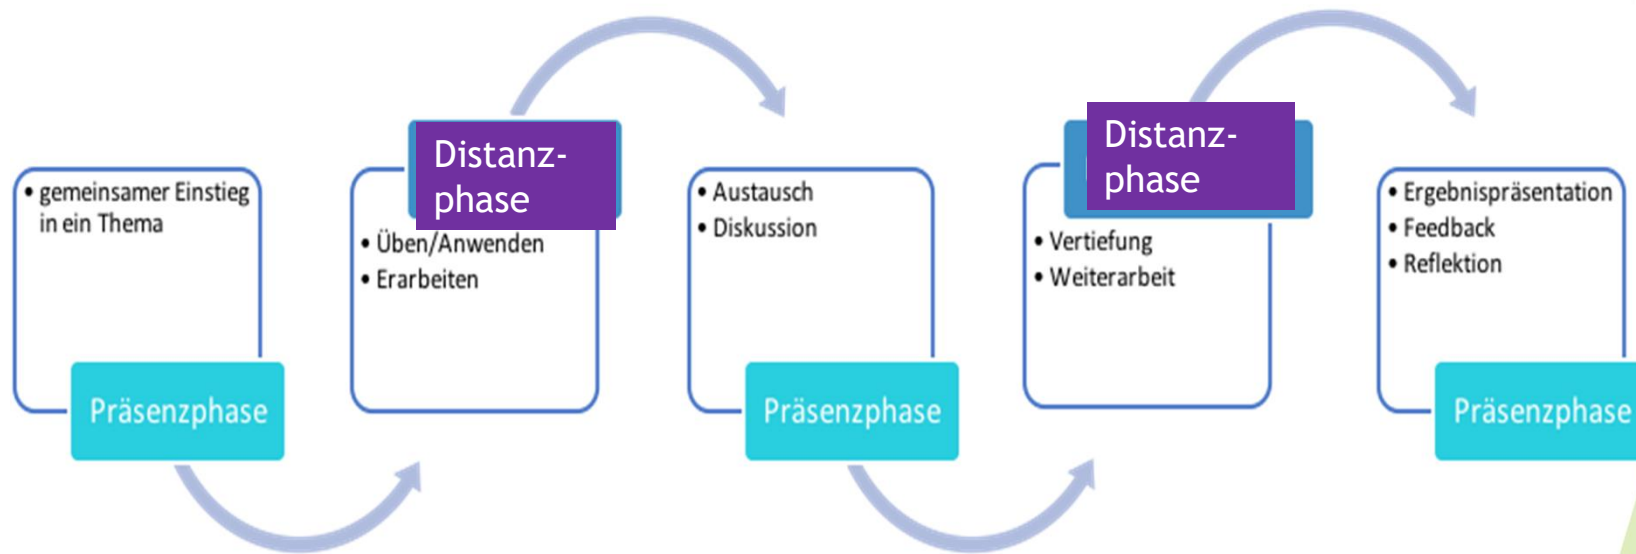 • gemeinsamer Einstieg
in ein Thema
Präsenzphase
Distanz-
phase
• Üben/Anwenden
• Erarbeiten
• Austausch
• Diskussion
Präsenzphase
Distanz-
phase
• Vertiefung
• Weiterarbeit
• Ergebnispräsentation
• Feedback
• Reflektion
Präsenzphase